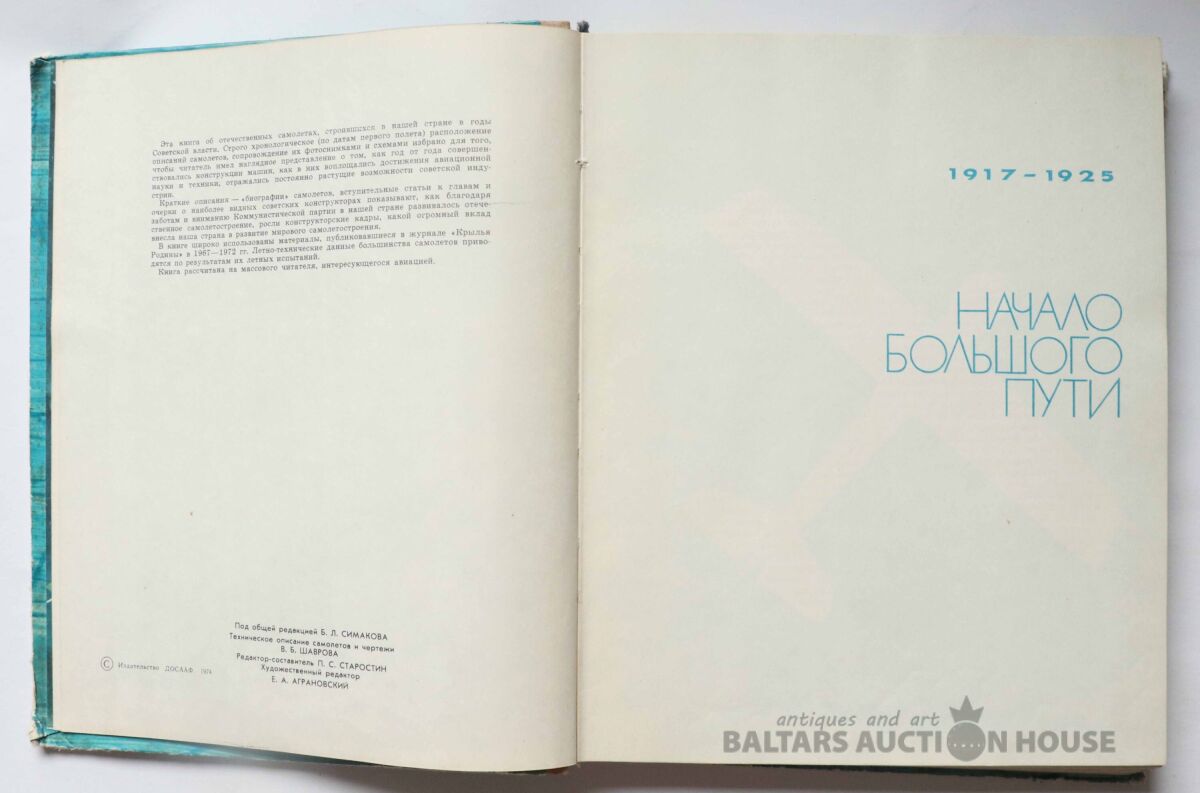 Эта книга об отечественных самолетах, строившихся в нашей стране в годы
Советской власти. Строго хронологическое (по датам первого полета) расположение
описаний самолетов, сопровождение их фотоснимками и схемами избрано для того,
чтобы читатель имел наглядное представление о том, как год от года совершен-
ствовались конструкции машин, как в них воплощались достижения авиационной
науки и техники, отражались постоянно растущие возможности советской инду-
стрии.
Краткие описания — «биографии» самолетов, вступительные статьи к главам и
очерки о наиболее видных советских конструкторах показывают, как благодаря
заботам и вниманию Коммунистической партии в нашей стране развивалось отече-
ственное самолетостроение, росли конструкторские кадры, какой огромный вклад
внесла наша страна в развитие мирового самолетостроения.
В книге широко использованы материалы, публиковавшиеся в журнале «Крылья
Родины» в 1967—1972 гг. Летно-технические данные большинства самолетов приво-
дятся по результатам их летных испытаний.
Книга рассчитана на массового читателя, интересующегося авиацией.
Под общей редакцией Б. Л. СИМАКОВА
Техническое описание самолетов и чертежи
В. Б. ШАВРОВА
Редактор-составитель П. С. СТАРОСТИН
Художественный редактор
Е. А. АГРАНОВСКИЙ
© Издательство ДОСААФ 1974
1917-1925
НАЧАЛО
БОЛЬШОГО
ПУТИ
antiques and art
BALTARS AUCTION HOUSE